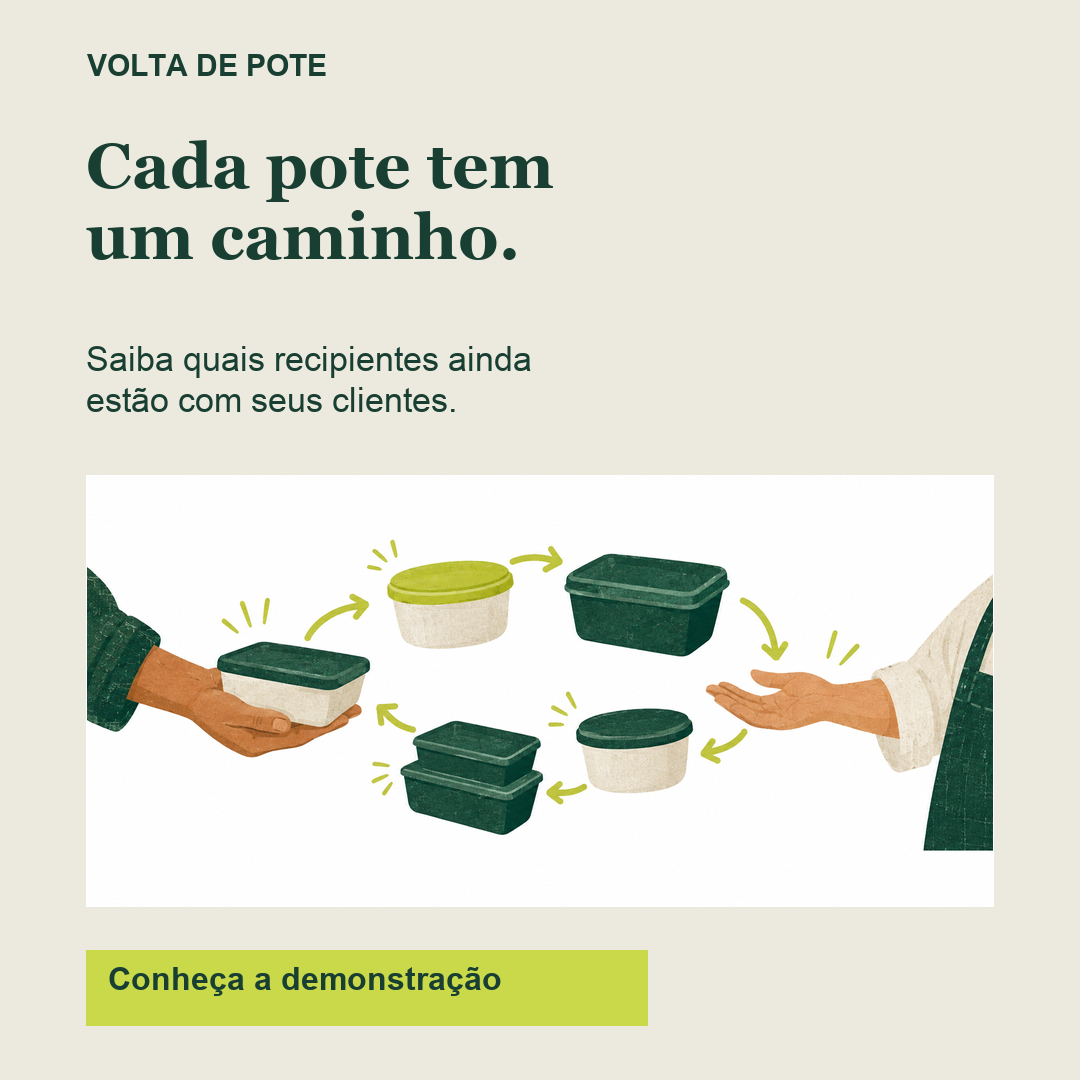 VOLTA DE POTE
Cada pote tem
um caminho.
Saiba quais recipientes ainda
estão com seus clientes.
Conheça a demonstração